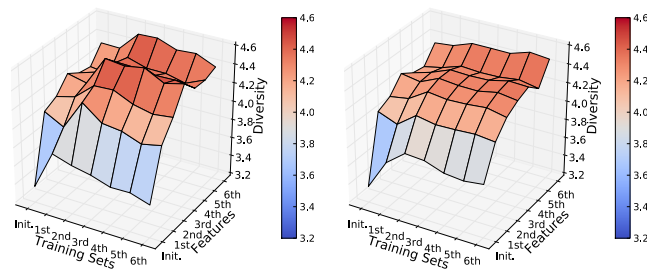 4.6
4.4
4.2
4.0
3.8
3.6
3.4
3.2
Diversity
Init.
1st
2nd
3rd
4th
5th
6th
Training Sets
Init.
1st
2nd
3rd
4th
5th
6th
Features
4.6
4.4
4.2
4.0
3.8
3.6
3.4
3.2
4.6
4.4
4.2
4.0
3.8
3.6
3.4
3.2
Diversity
Init.
1st
2nd
3rd
4th
5th
6th
Training Sets
Init.
1st
2nd
3rd
4th
5th
6th
Features
4.6
4.4
4.2
4.0
3.8
3.6
3.4
3.2